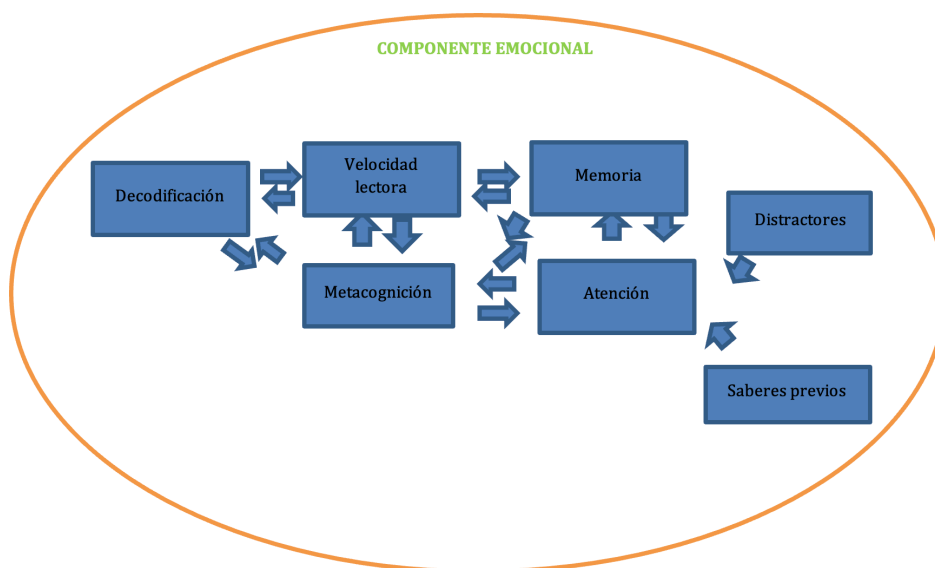 COMPONENTE EMOCIONAL
Decodificación
Velocidad
lectora
Memoria
Distractores
Metacognición
Atención
Saberes previos